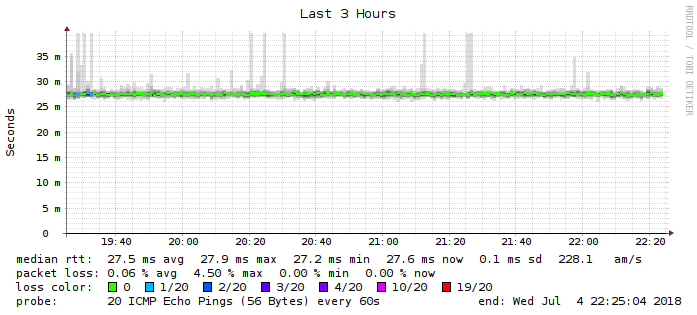 Last 3 Hours
RRDTOOL / TOBI OETIKER
Seconds
35 m
30 m
25 m
20 m
15 m
10 m
5 m
0
19:40 20:00 20:20 20:40 21:00 21:20 21:40 22:00 22:20
median rtt: 27.5 ms avg 27.9 ms max 27.2 ms min 27.6 ms now 0.1 ms sd 228.1 am/s
packet loss: 0.06 % avg 4.50 % max 0.00 % min 0.00 % now
loss color: 0 1/20 2/20 3/20 4/20 10/20 19/20
probe: 20 ICMP Echo Pings (56 Bytes) every 60s end: Wed Jul 4 22:25:04 2018